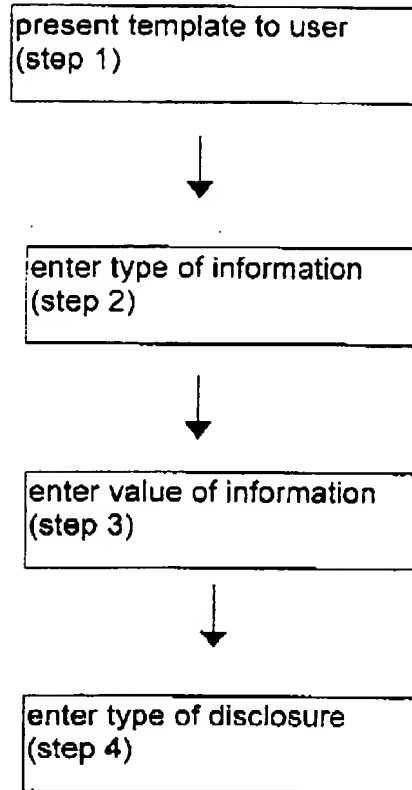 present template to user
(step 1)
enter type of information
(step 2)
enter value of information
(step 3)
enter type of disclosure
(step 4)